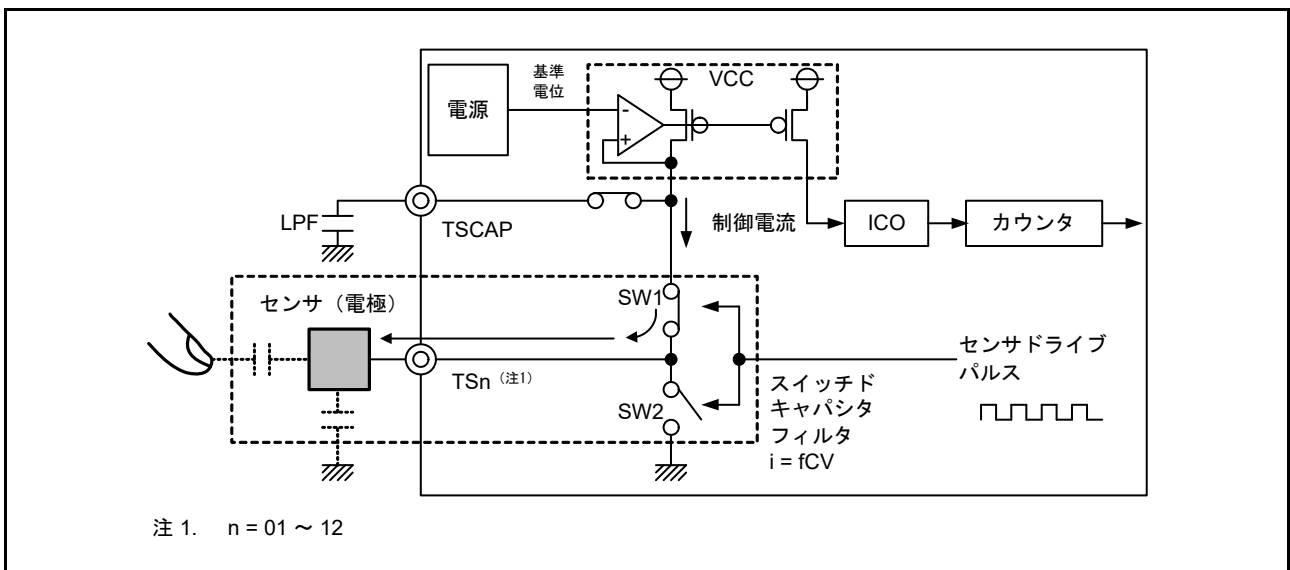 電源
基準
電位
VCC
-
+
LPF
TSCAP
制御電流
ICO
カウンタ
センサ（電極）
SW1
TSn（注1）
SW2
スイッチド
キャパシタ
フィルタ
i = fCV
センサドライブ
パルス
注 1. n = 01 ～ 12